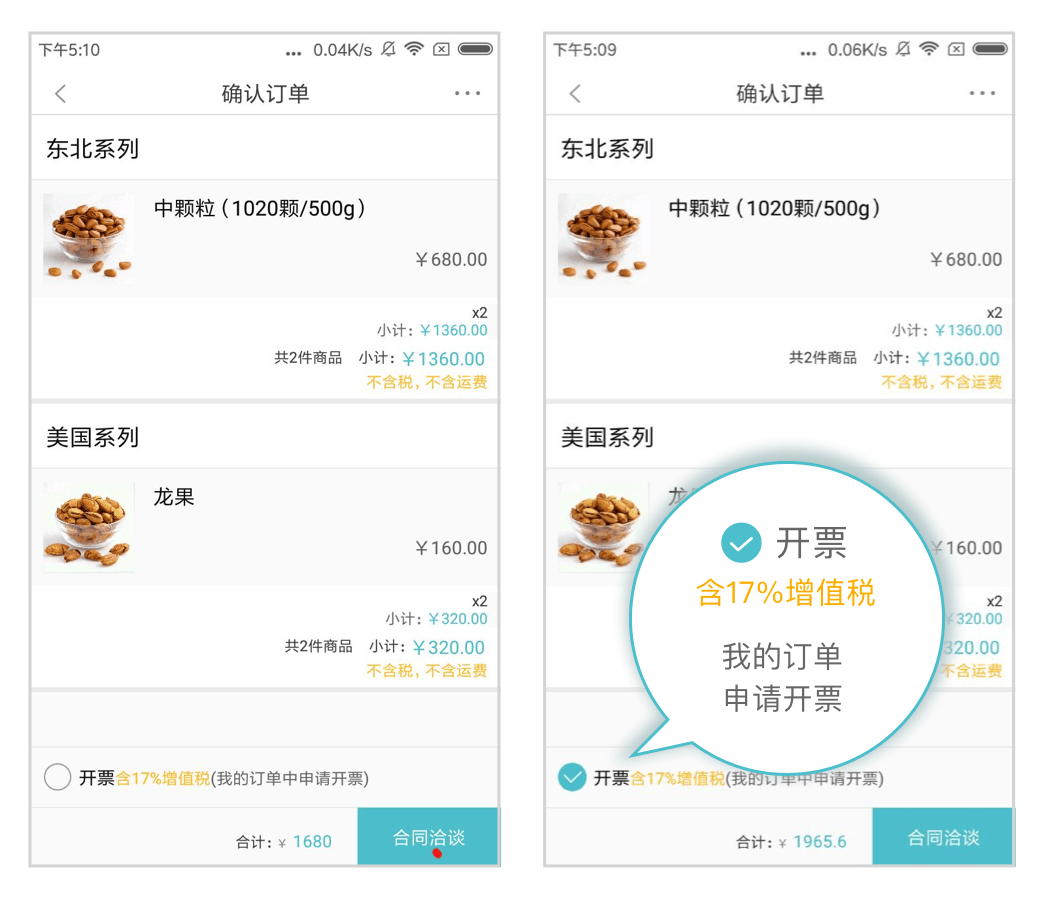 下午5:10
... 0.04K/s
确认订单
东北系列
中颗粒（1020颗/500g）
￥680.00
x2
小计：￥1360.00
共2件商品 小计：￥1360.00
不含税，不含运费
美国系列
龙果
￥160.00
x2
小计：￥320.00
共2件商品 小计：￥320.00
不含税，不含运费
开票含17%增值税(我的订单中申请开票)
合计：￥ 1680
合同洽谈
下午5:09
... 0.06K/s
确认订单
东北系列
中颗粒（1020颗/500g）
￥680.00
x2
小计：￥1360.00
共2件商品 小计：￥1360.00
不含税，不含运费
美国系列
龙
￥160.00
x2
￥320.00
320.00
不含运费
开票
含17%增值税
我的订单
申请开票
开票含17%增值税(我的订单中申请开票)
合计：￥ 1965.6
合同洽谈